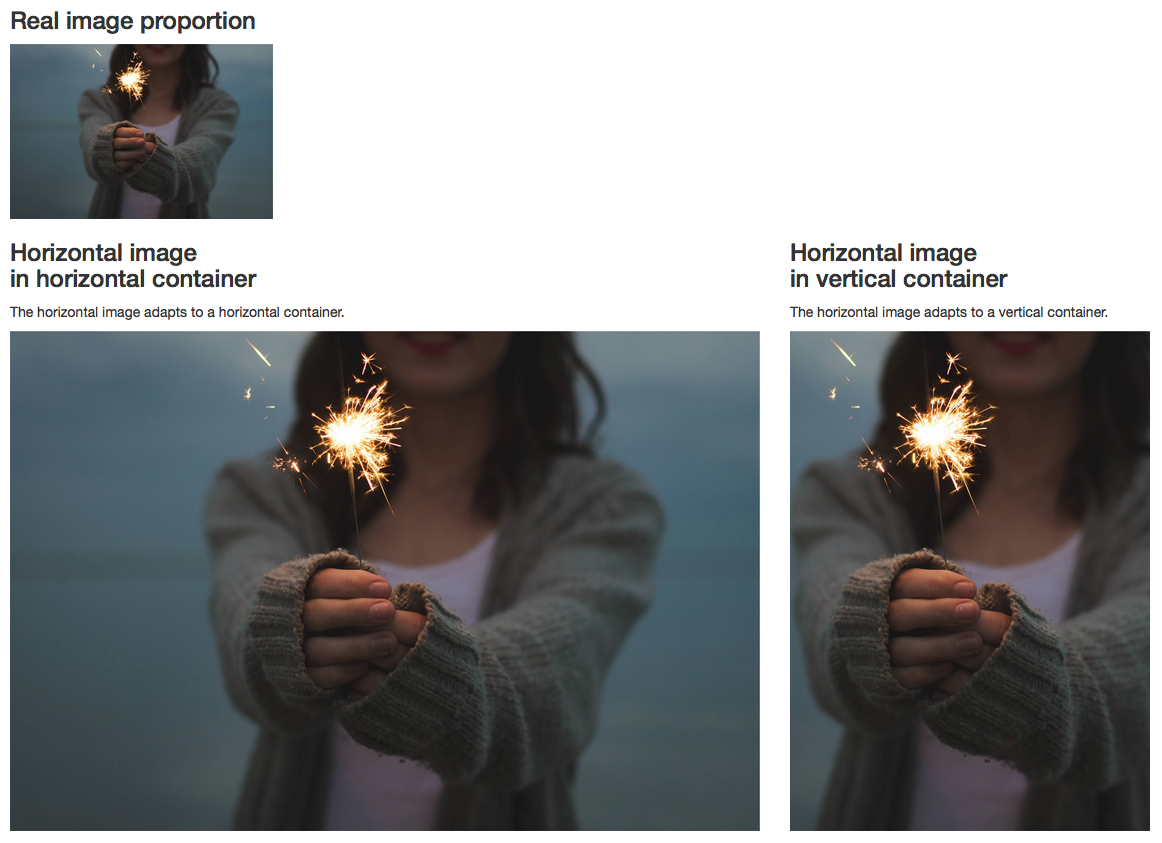 Real image proportion
Horizontal image
in horizontal container
The horizontal image adapts to a horizontal container.
Horizontal image
in vertical container
The horizontal image adapts to a vertical container.